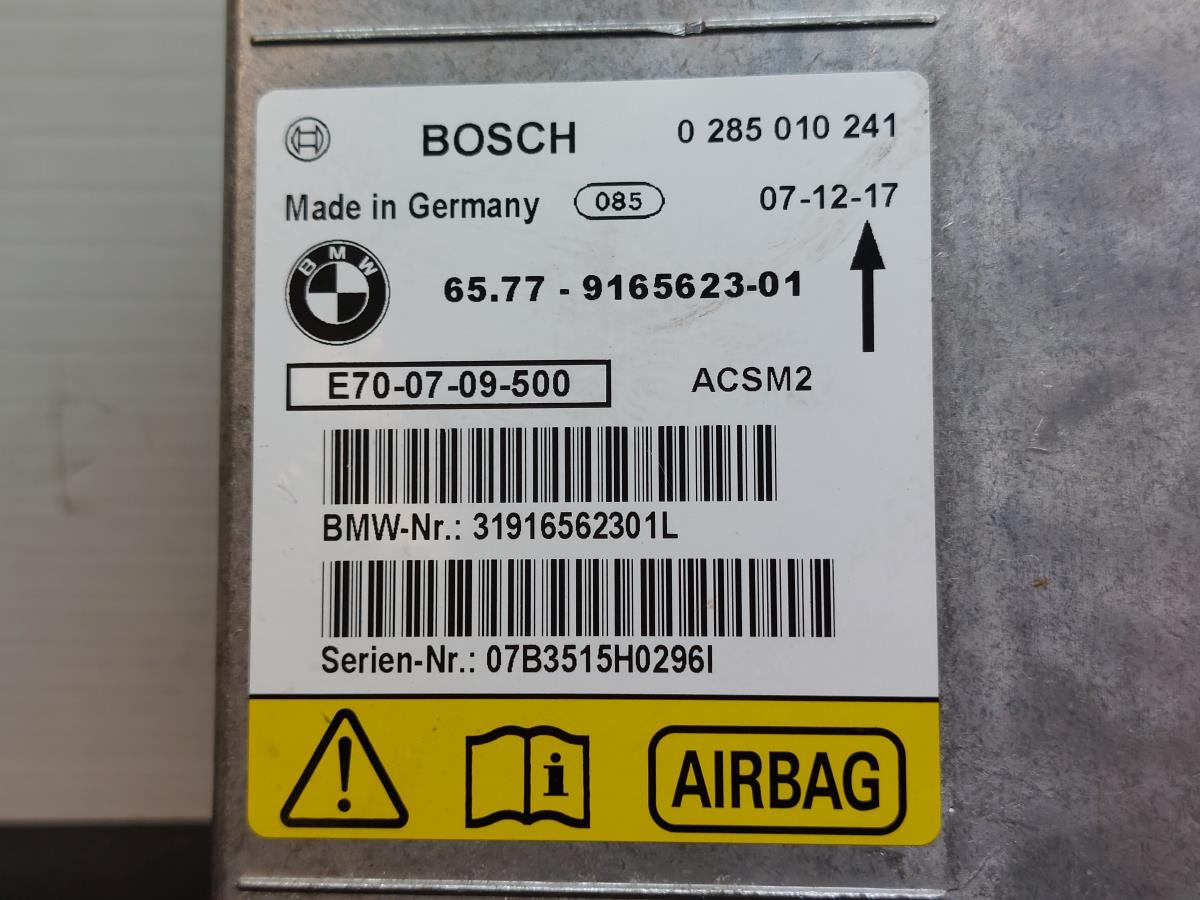 BOSCH 0 285 010 241
Made in Germany 085 07-12-17
BMW
65.77 - 9165623-01
E70-07-09-500 ACSM2
BMW-Nr.: 31916562301L
Serien-Nr.: 07B3515H0296I
i
AIRBAG